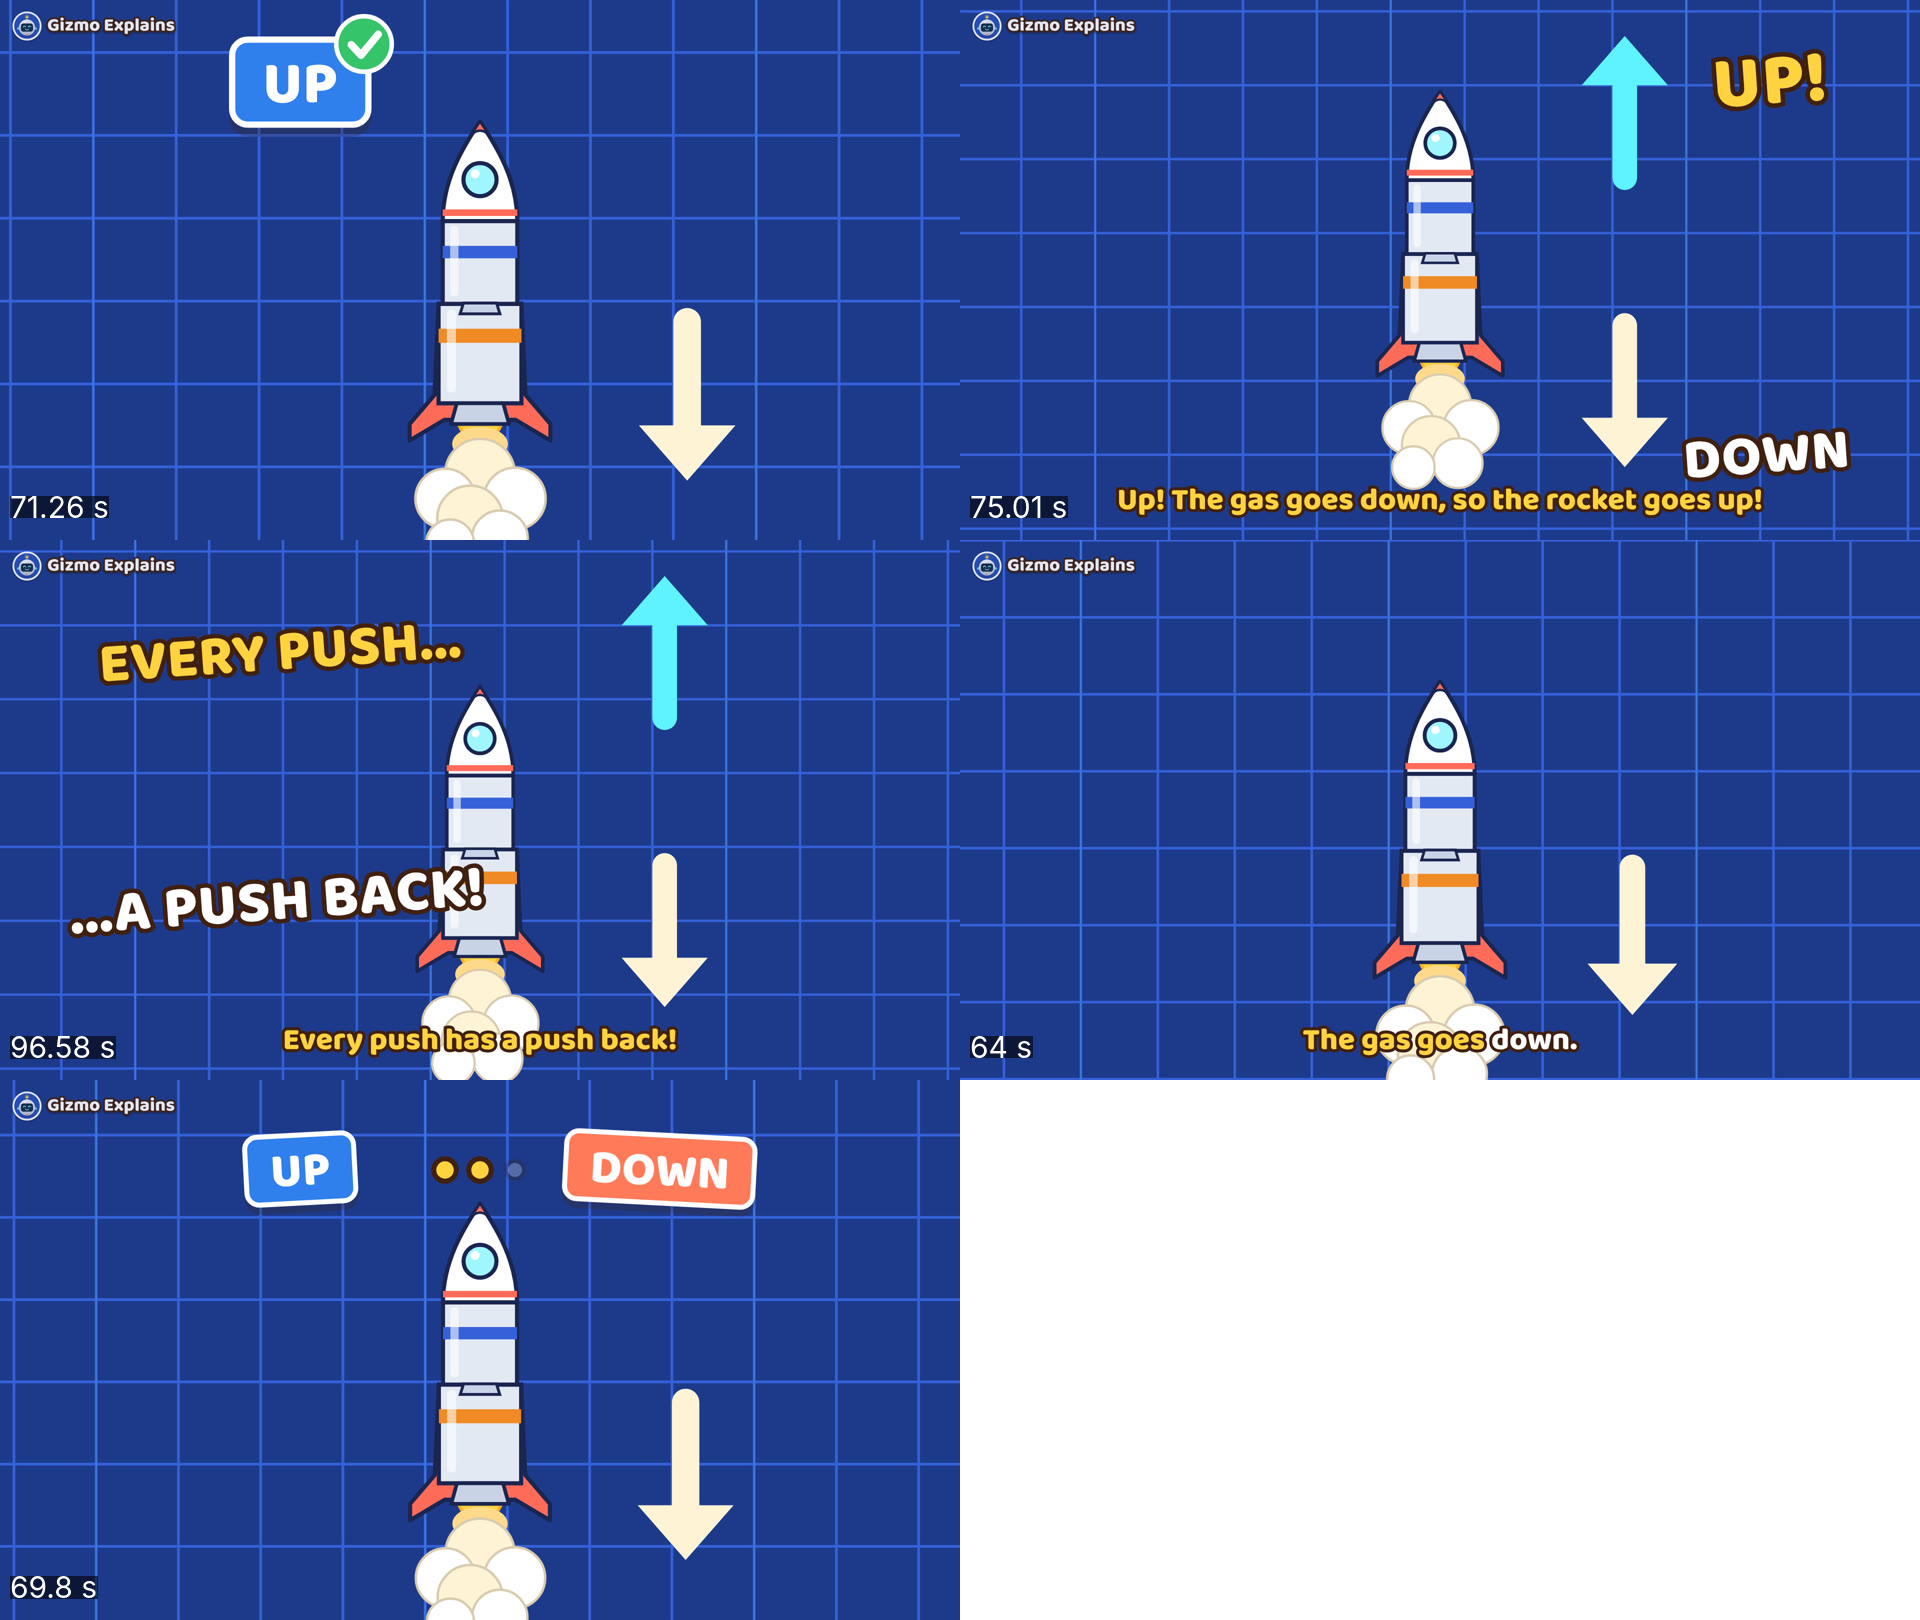 Gizmo Explains
UP
71.26 s
Gizmo Explains
UP!
DOWN
Up! The gas goes down, so the rocket goes up!
75.01 s
Gizmo Explains
EVERY PUSH...
...A PUSH BACK!
Every push has a push back!
96.58 s
Gizmo Explains
The gas goes down.
64 s
Gizmo Explains
UP
DOWN
69.8 s